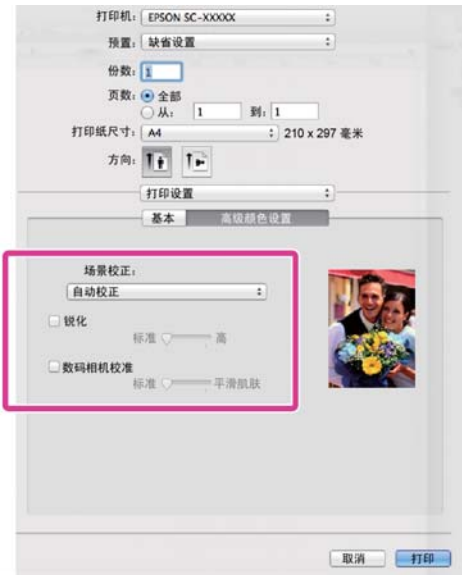 打印机： EPSON SC-XXXXX
预置： 缺省设置
份数： 1
页数： 全部
从： 1 到： 1
打印纸尺寸： A4 210 x 297 毫米
方向：
打印设置
基本 高级颜色设置
场景校正：
自动校正
锐化
标准 高
数码相机校准
标准 平滑肌肤
取消 打印